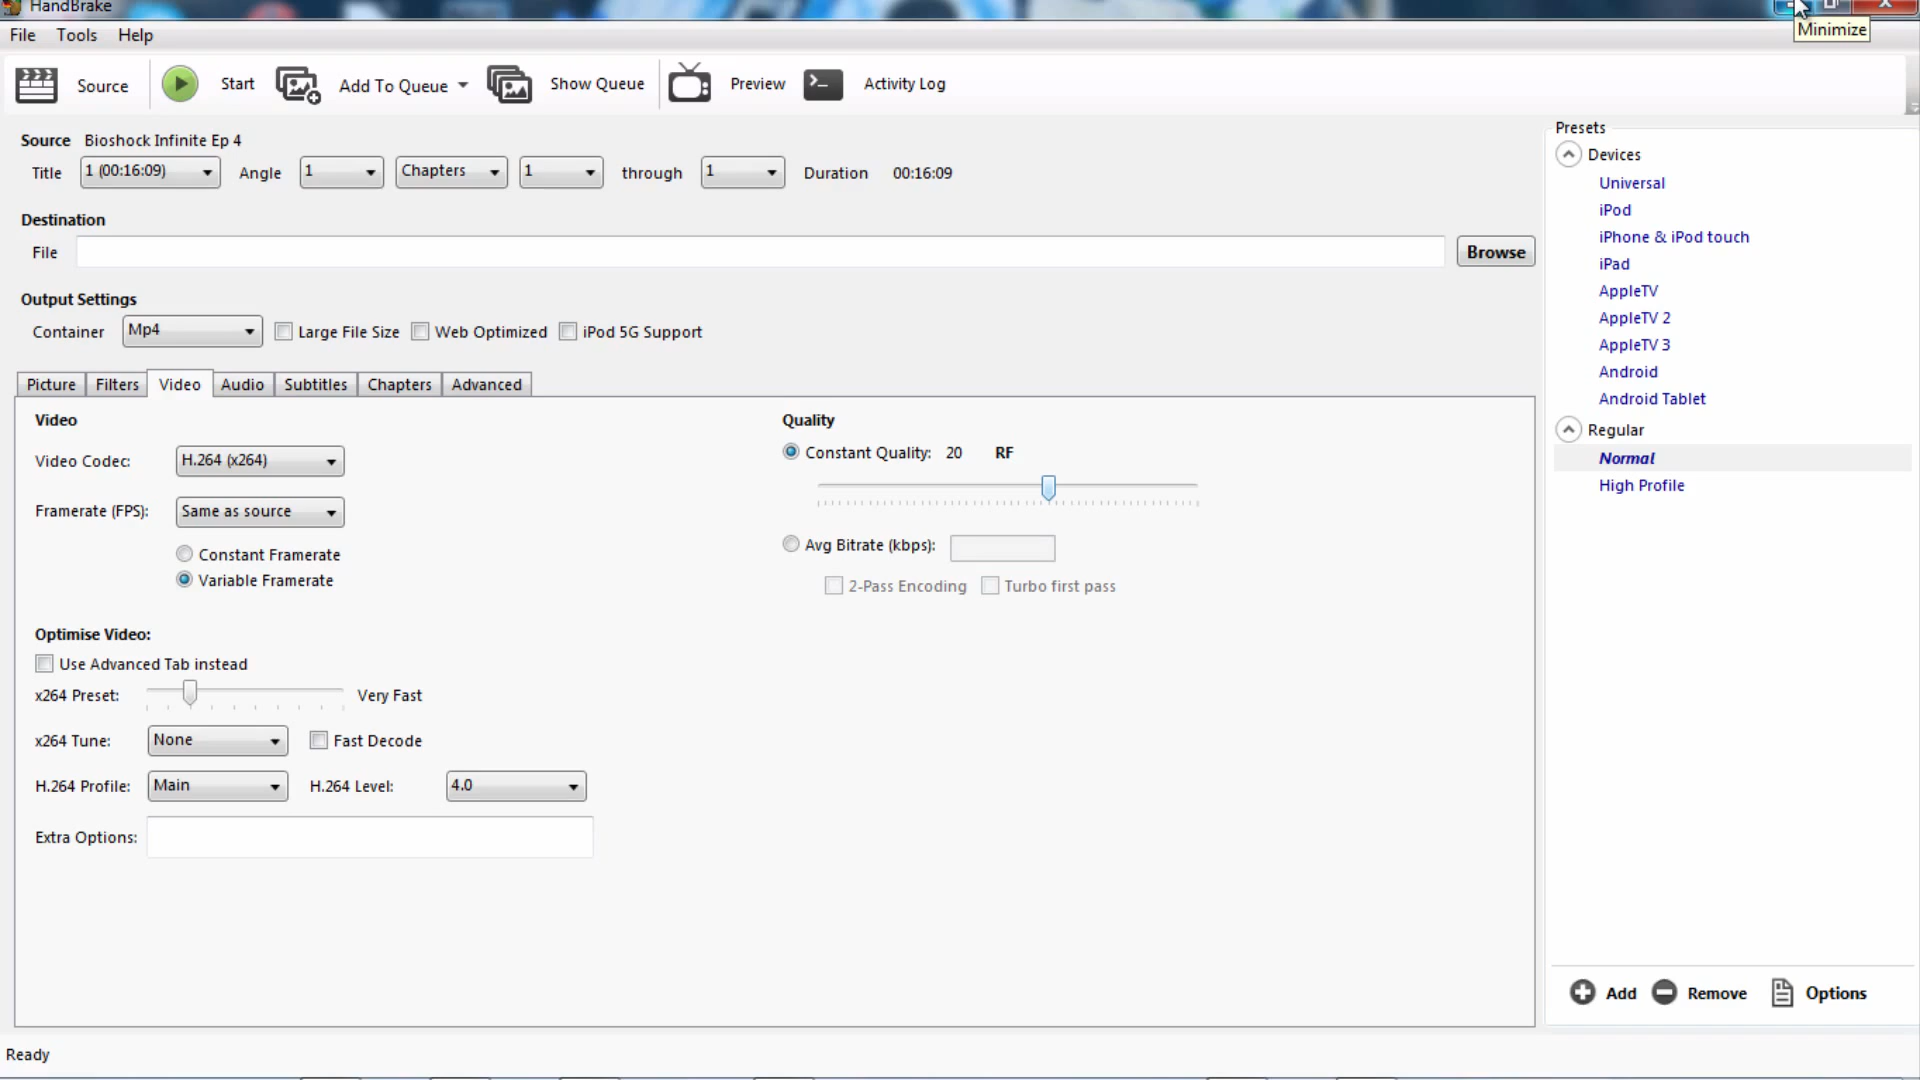 HandBrake
Minimize
File Tools Help
Source Start Add To Queue Show Queue Preview Activity Log
Source Bioshock Infinite Ep 4
Title 1 (00:16:09) Angle 1 Chapters 1 through 1 Duration 00:16:09
Destination
File Browse
Output Settings
Container Mp4 Large File Size Web Optimized iPod 5G Support
Picture Filters Video Audio Subtitles Chapters Advanced
Video
Video Codec: H.264 (x264)
Framerate (FPS): Same as source
Constant Framerate
Variable Framerate
Optimise Video:
Use Advanced Tab instead
x264 Preset: Very Fast
x264 Tune: None Fast Decode
H.264 Profile: Main H.264 Level: 4.0
Extra Options:
Quality
Constant Quality: 20 RF
Avg Bitrate (kbps):
2-Pass Encoding Turbo first pass
Presets
Devices
Universal
iPod
iPhone & iPod touch
iPad
AppleTV
AppleTV 2
AppleTV 3
Android
Android Tablet
Regular
Normal
High Profile
Add Remove Options
Ready